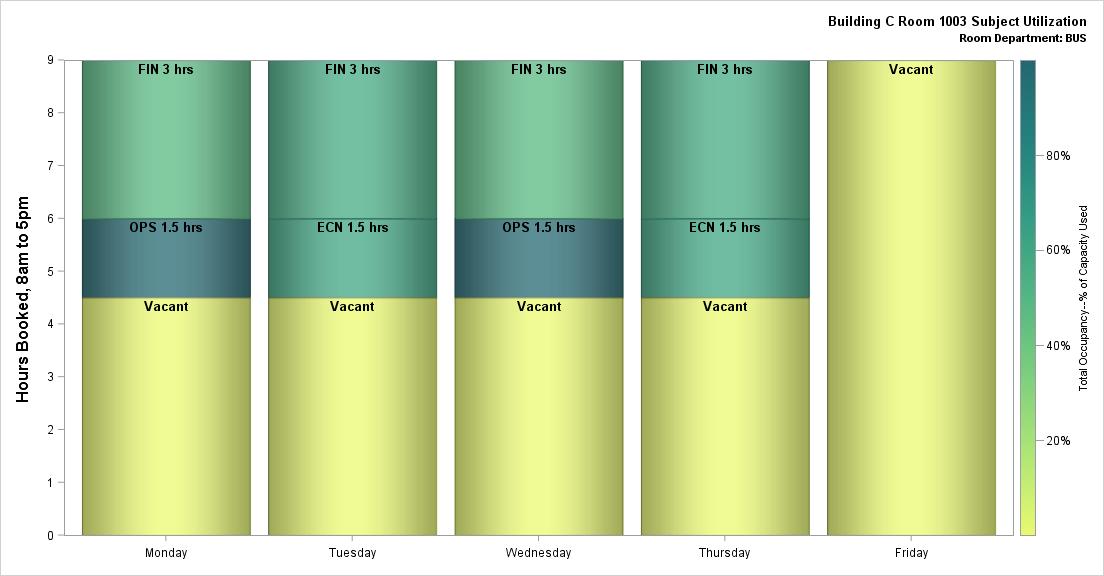 Building C Room 1003 Subject Utilization
Room Department: BUS
Hours Booked, 8am to 5pm
9
8
7
6
5
4
3
2
1
0
FIN 3 hrs
OPS 1.5 hrs
Vacant
FIN 3 hrs
ECN 1.5 hrs
Vacant
FIN 3 hrs
OPS 1.5 hrs
Vacant
FIN 3 hrs
ECN 1.5 hrs
Vacant
Vacant
Monday
Tuesday
Wednesday
Thursday
Friday
80%
60%
40%
20%
Total Occupancy--% of Capacity Used